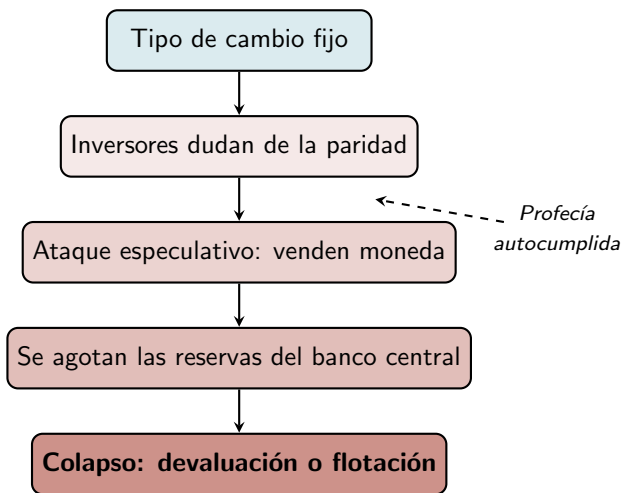 Tipo de cambio fijo
Inversores dudan de la paridad
Profecía
autocumplida
Ataque especulativo: venden moneda
Se agotan las reservas del banco central
Colapso: devaluación o flotación